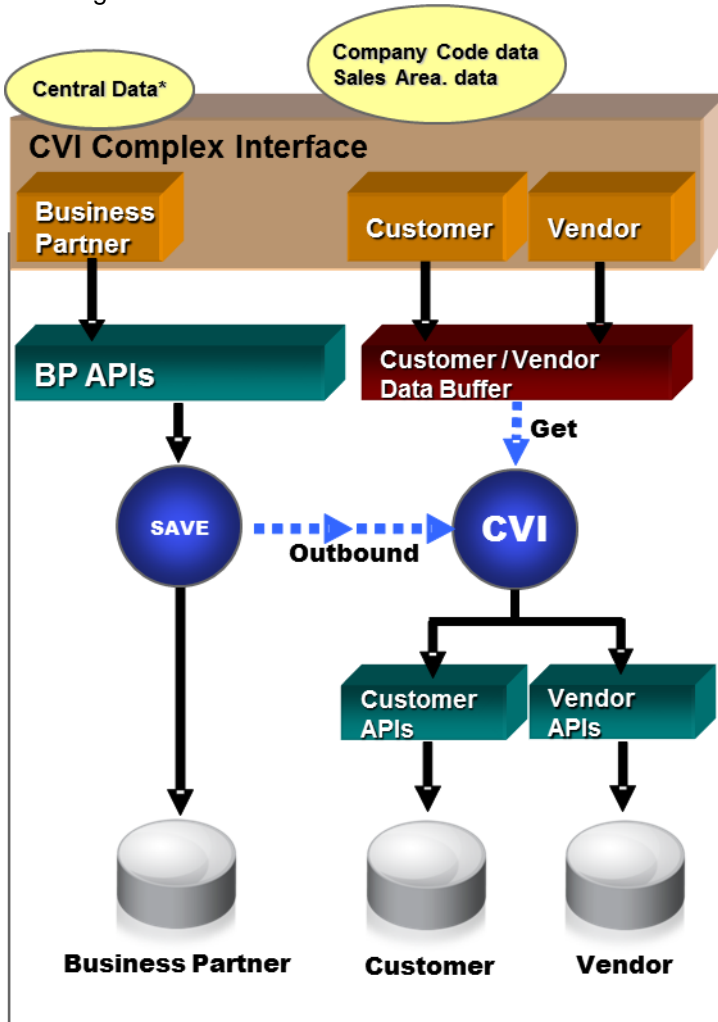 Central Data*
Company Code data
Sales Area. data
CVI Complex Interface
Business
Partner
Customer
Vendor
BP APIs
Customer / Vendor
Data Buffer
Get
SAVE
Outbound
CVI
Customer
APIs
Vendor
APIs
Business Partner
Customer
Vendor